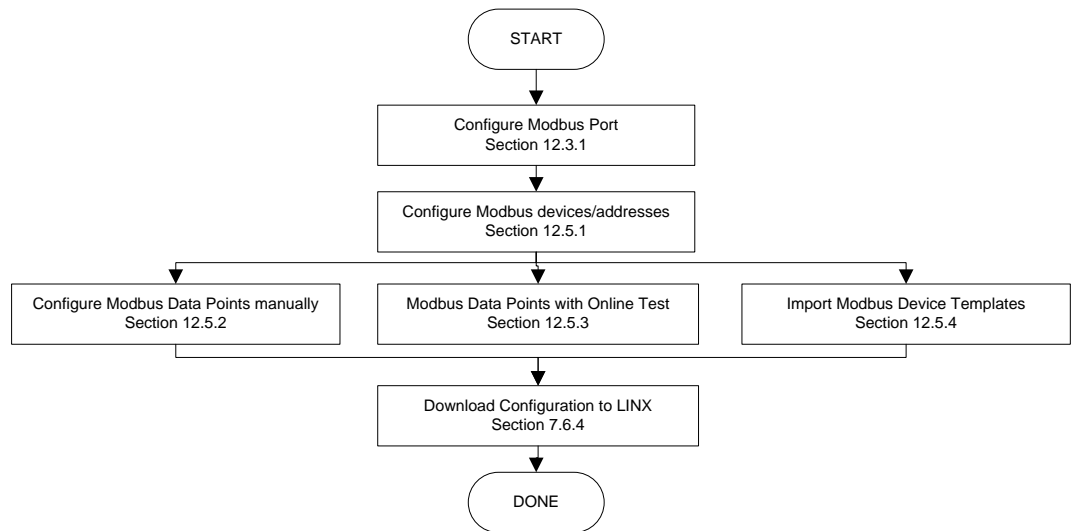 START
Configure Modbus Port
Section 12.3.1
Configure Modbus devices/addresses
Section 12.5.1
Configure Modbus Data Points manually
Section 12.5.2
Modbus Data Points with Online Test
Section 12.5.3
Import Modbus Device Templates
Section 12.5.4
Download Configuration to LINX
Section 7.6.4
DONE